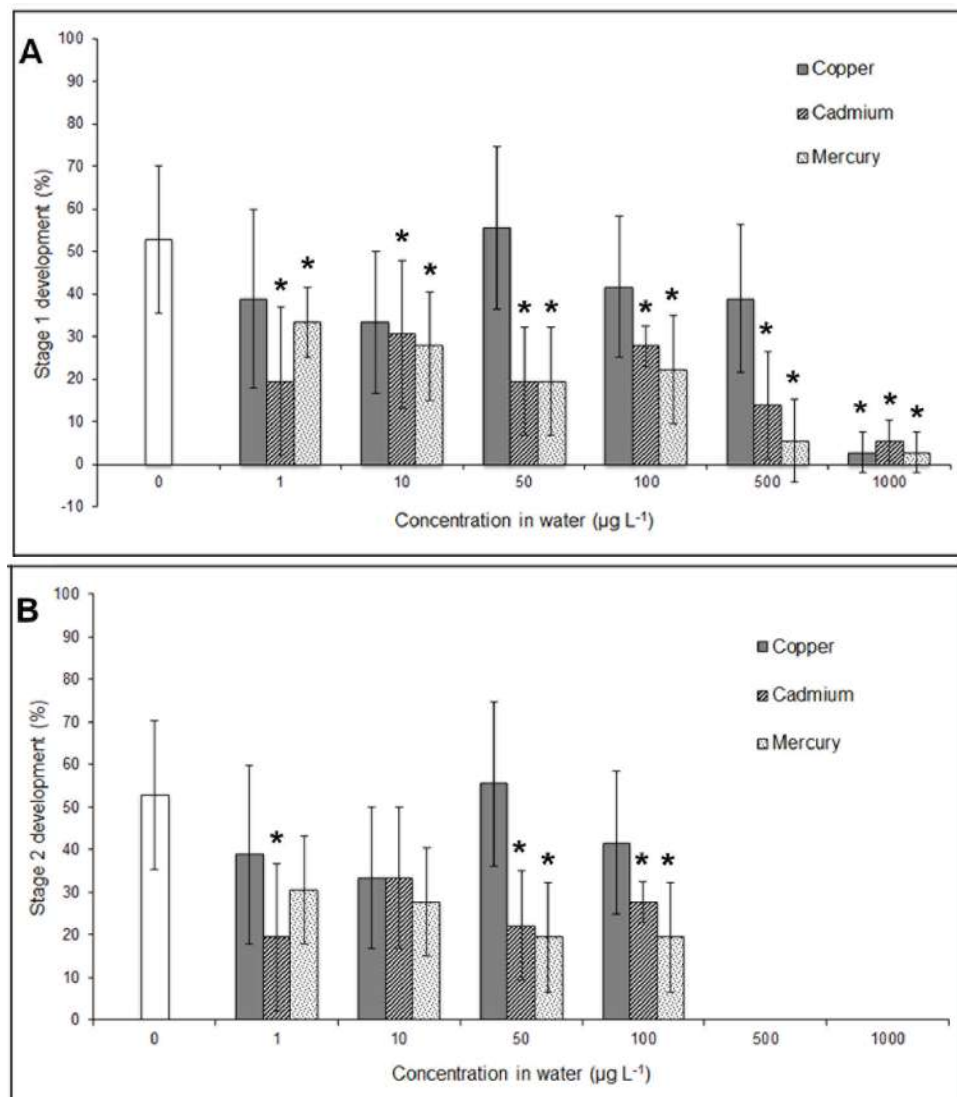 A
100
90
80
70
60
50
40
30
20
10
0
-10
Stage 1 development (%)
Copper
Cadmium
Mercury
* * * * * * * * * * * * *
0 1 10 50 100 500 1000
Concentration in water (µg L⁻¹)
B
100
90
80
70
60
50
40
30
20
10
0
Stage 2 development (%)
Copper
Cadmium
Mercury
* * * * *
0 1 10 50 100 500 1000
Concentration in water (µg L⁻¹)